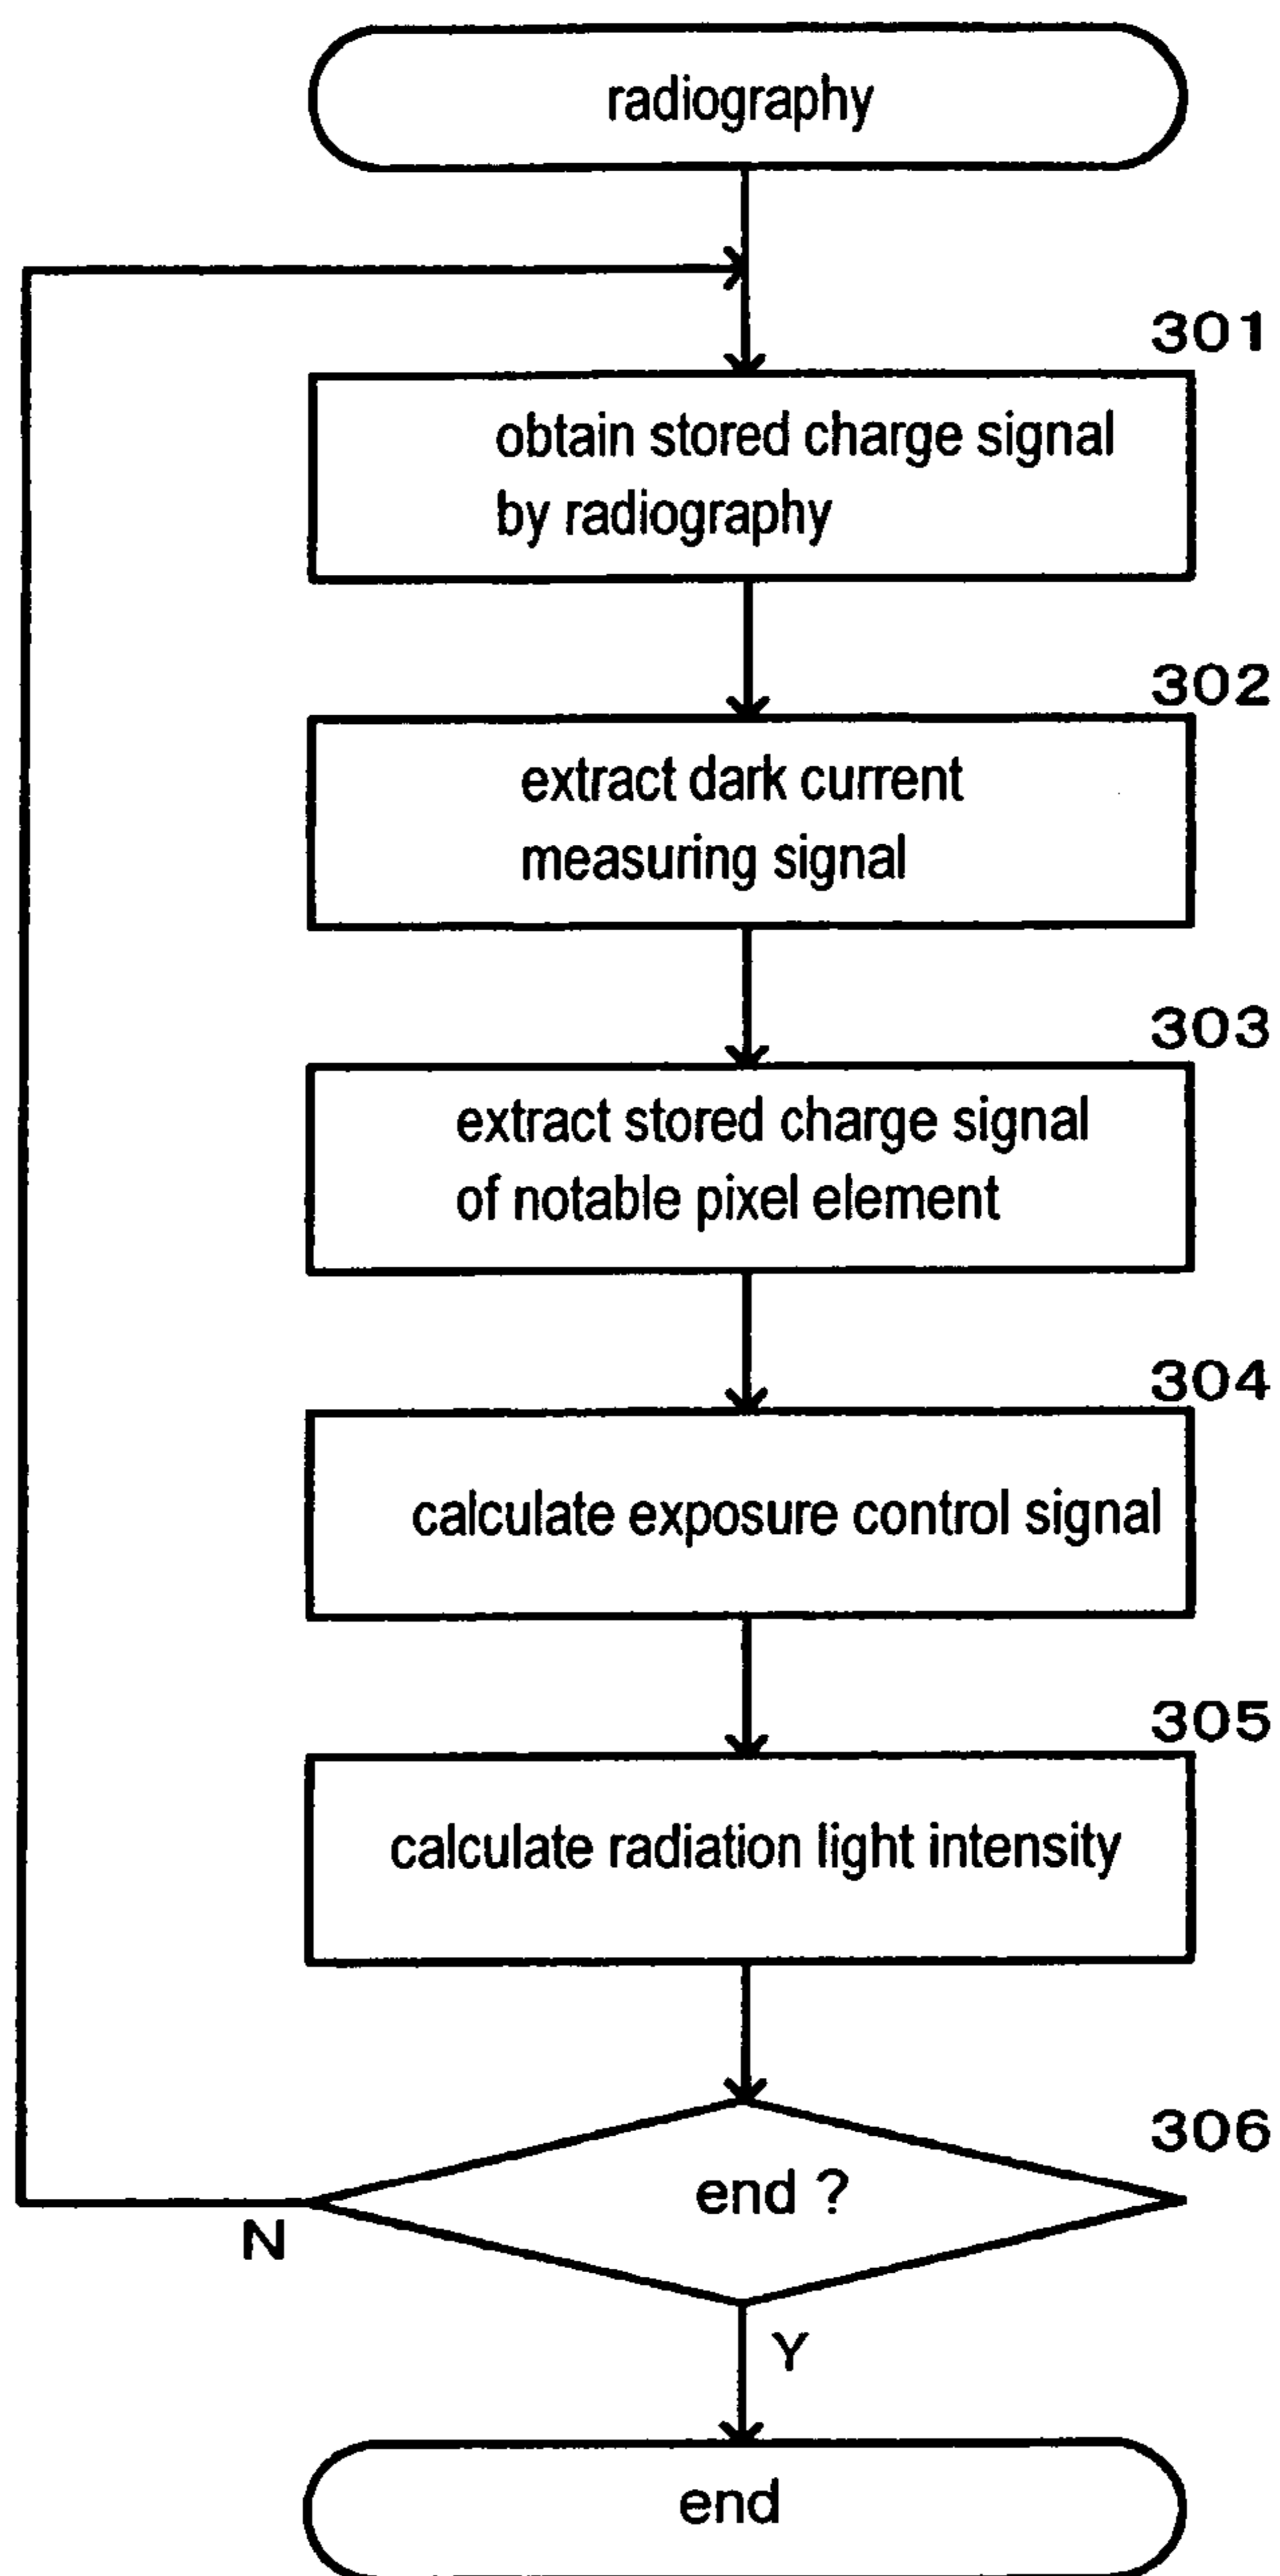 radiography
301
obtain stored charge signal
by radiography
302
extract dark current
measuring signal
303
extract stored charge signal
of notable pixel element
304
calculate exposure control signal
305
calculate radiation light intensity
306
end ?
N
Y
end